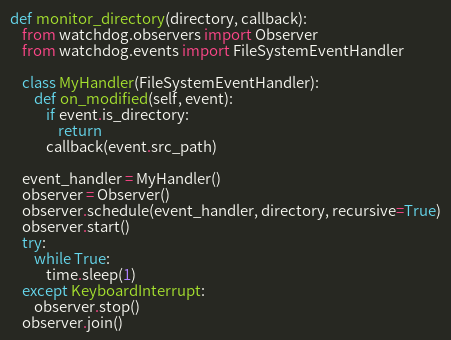 def monitor_directory(directory, callback):
    from watchdog.observers import Observer
    from watchdog.events import FileSystemEventHandler

    class MyHandler(FileSystemEventHandler):
        def on_modified(self, event):
            if event.is_directory:
                return
            callback(event.src_path)

    event_handler = MyHandler()
    observer = Observer()
    observer.schedule(event_handler, directory, recursive=True)
    observer.start()
    try:
        while True:
            time.sleep(1)
    except KeyboardInterrupt:
        observer.stop()
    observer.join()